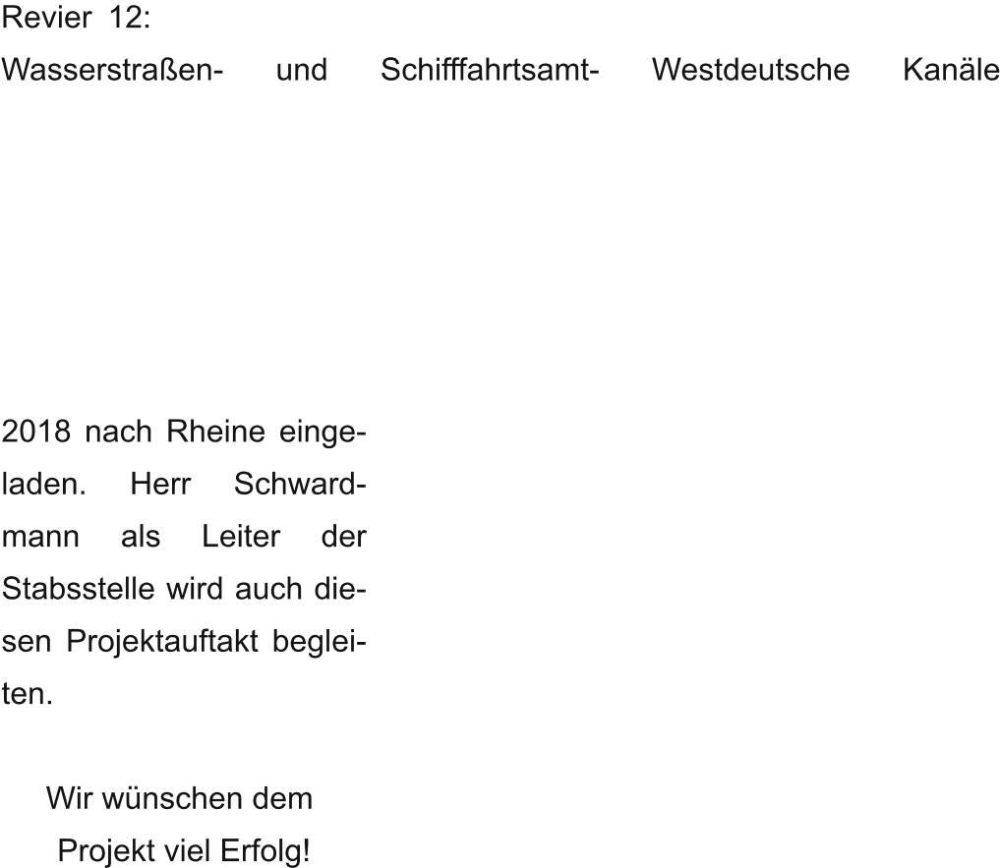 Revier 12:
Wasserstraßen- und Schifffahrtsamt- Westdeutsche Kanäle
2018 nach Rheine einge-
laden. Herr Schward-
mann als Leiter der
Stabsstelle wird auch die-
sen Projektauftakt beglei-
ten.
Wir wünschen dem
Projekt viel Erfolg!